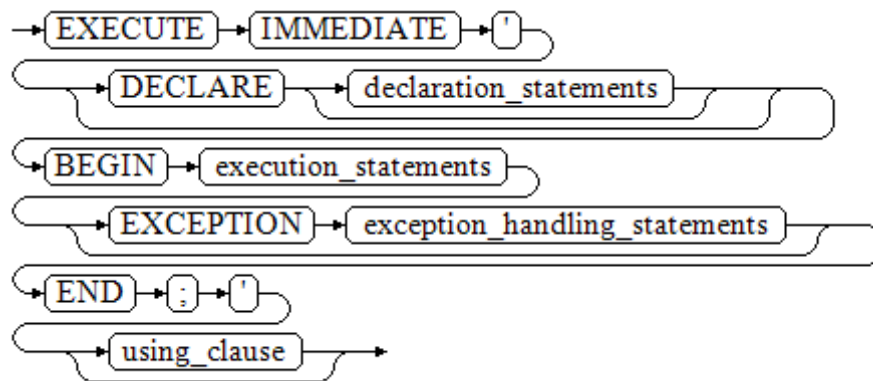 EXECUTE IMMEDIATE '
DECLARE declaration_statements
BEGIN execution_statements
EXCEPTION exception_handling_statements
END ; '
using_clause